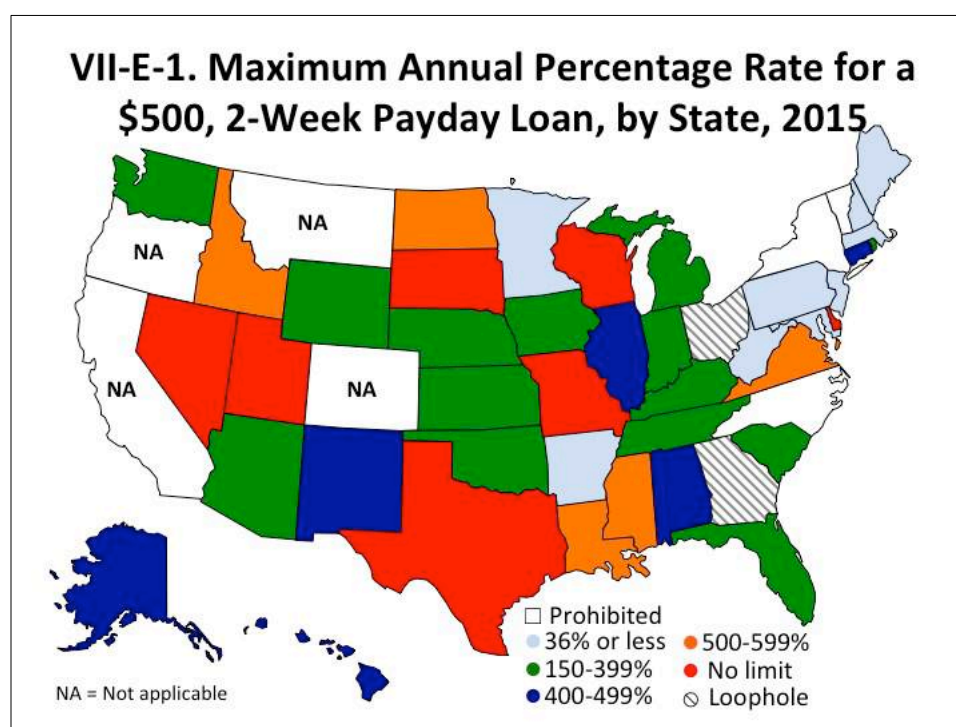 VII-E-1. Maximum Annual Percentage Rate for a
$500, 2-Week Payday Loan, by State, 2015
NA
NA
NA
NA
Prohibited
36% or less
500-599%
150-399%
No limit
400-499%
Loophole
NA = Not applicable